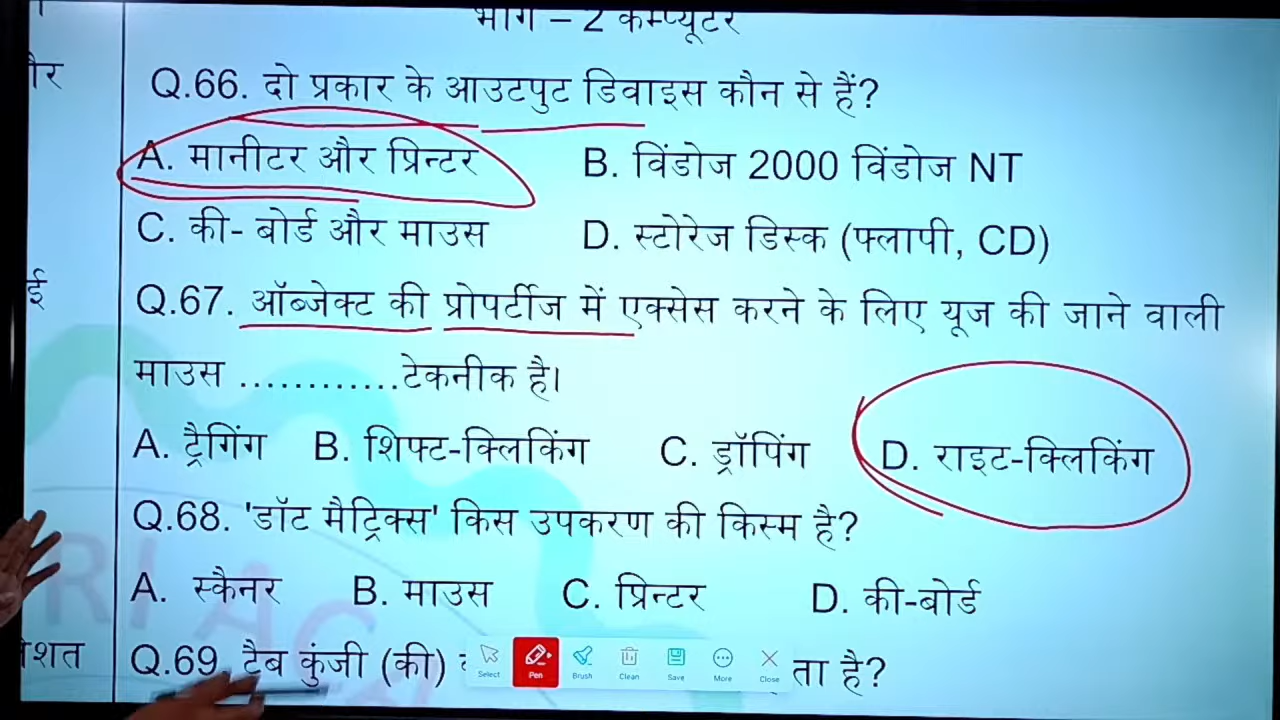 भाग – 2 कम्प्यूटर
Q.66. दो प्रकार के आउटपुट डिवाइस कौन से हैं?
A. मानीटर और प्रिन्टर B. विंडोज 2000 विंडोज NT
C. की- बोर्ड और माउस D. स्टोरेज डिस्क (फ्लापी, CD)
Q.67. ऑब्जेक्ट की प्रोपर्टीज में एक्सेस करने के लिए यूज की जाने वाली
माउस ............टेकनीक है।
A. ट्रैगिंग B. शिफ्ट-क्लिकिंग C. ड्रॉपिंग D. राइट-क्लिकिंग
Q.68. 'डॉट मैट्रिक्स' किस उपकरण की किस्म है?
A. स्कैनर B. माउस C. प्रिन्टर D. की-बोर्ड
Q.69. टैब कुंजी (की) ता है?
Select Pen Brush Clean Save More Close